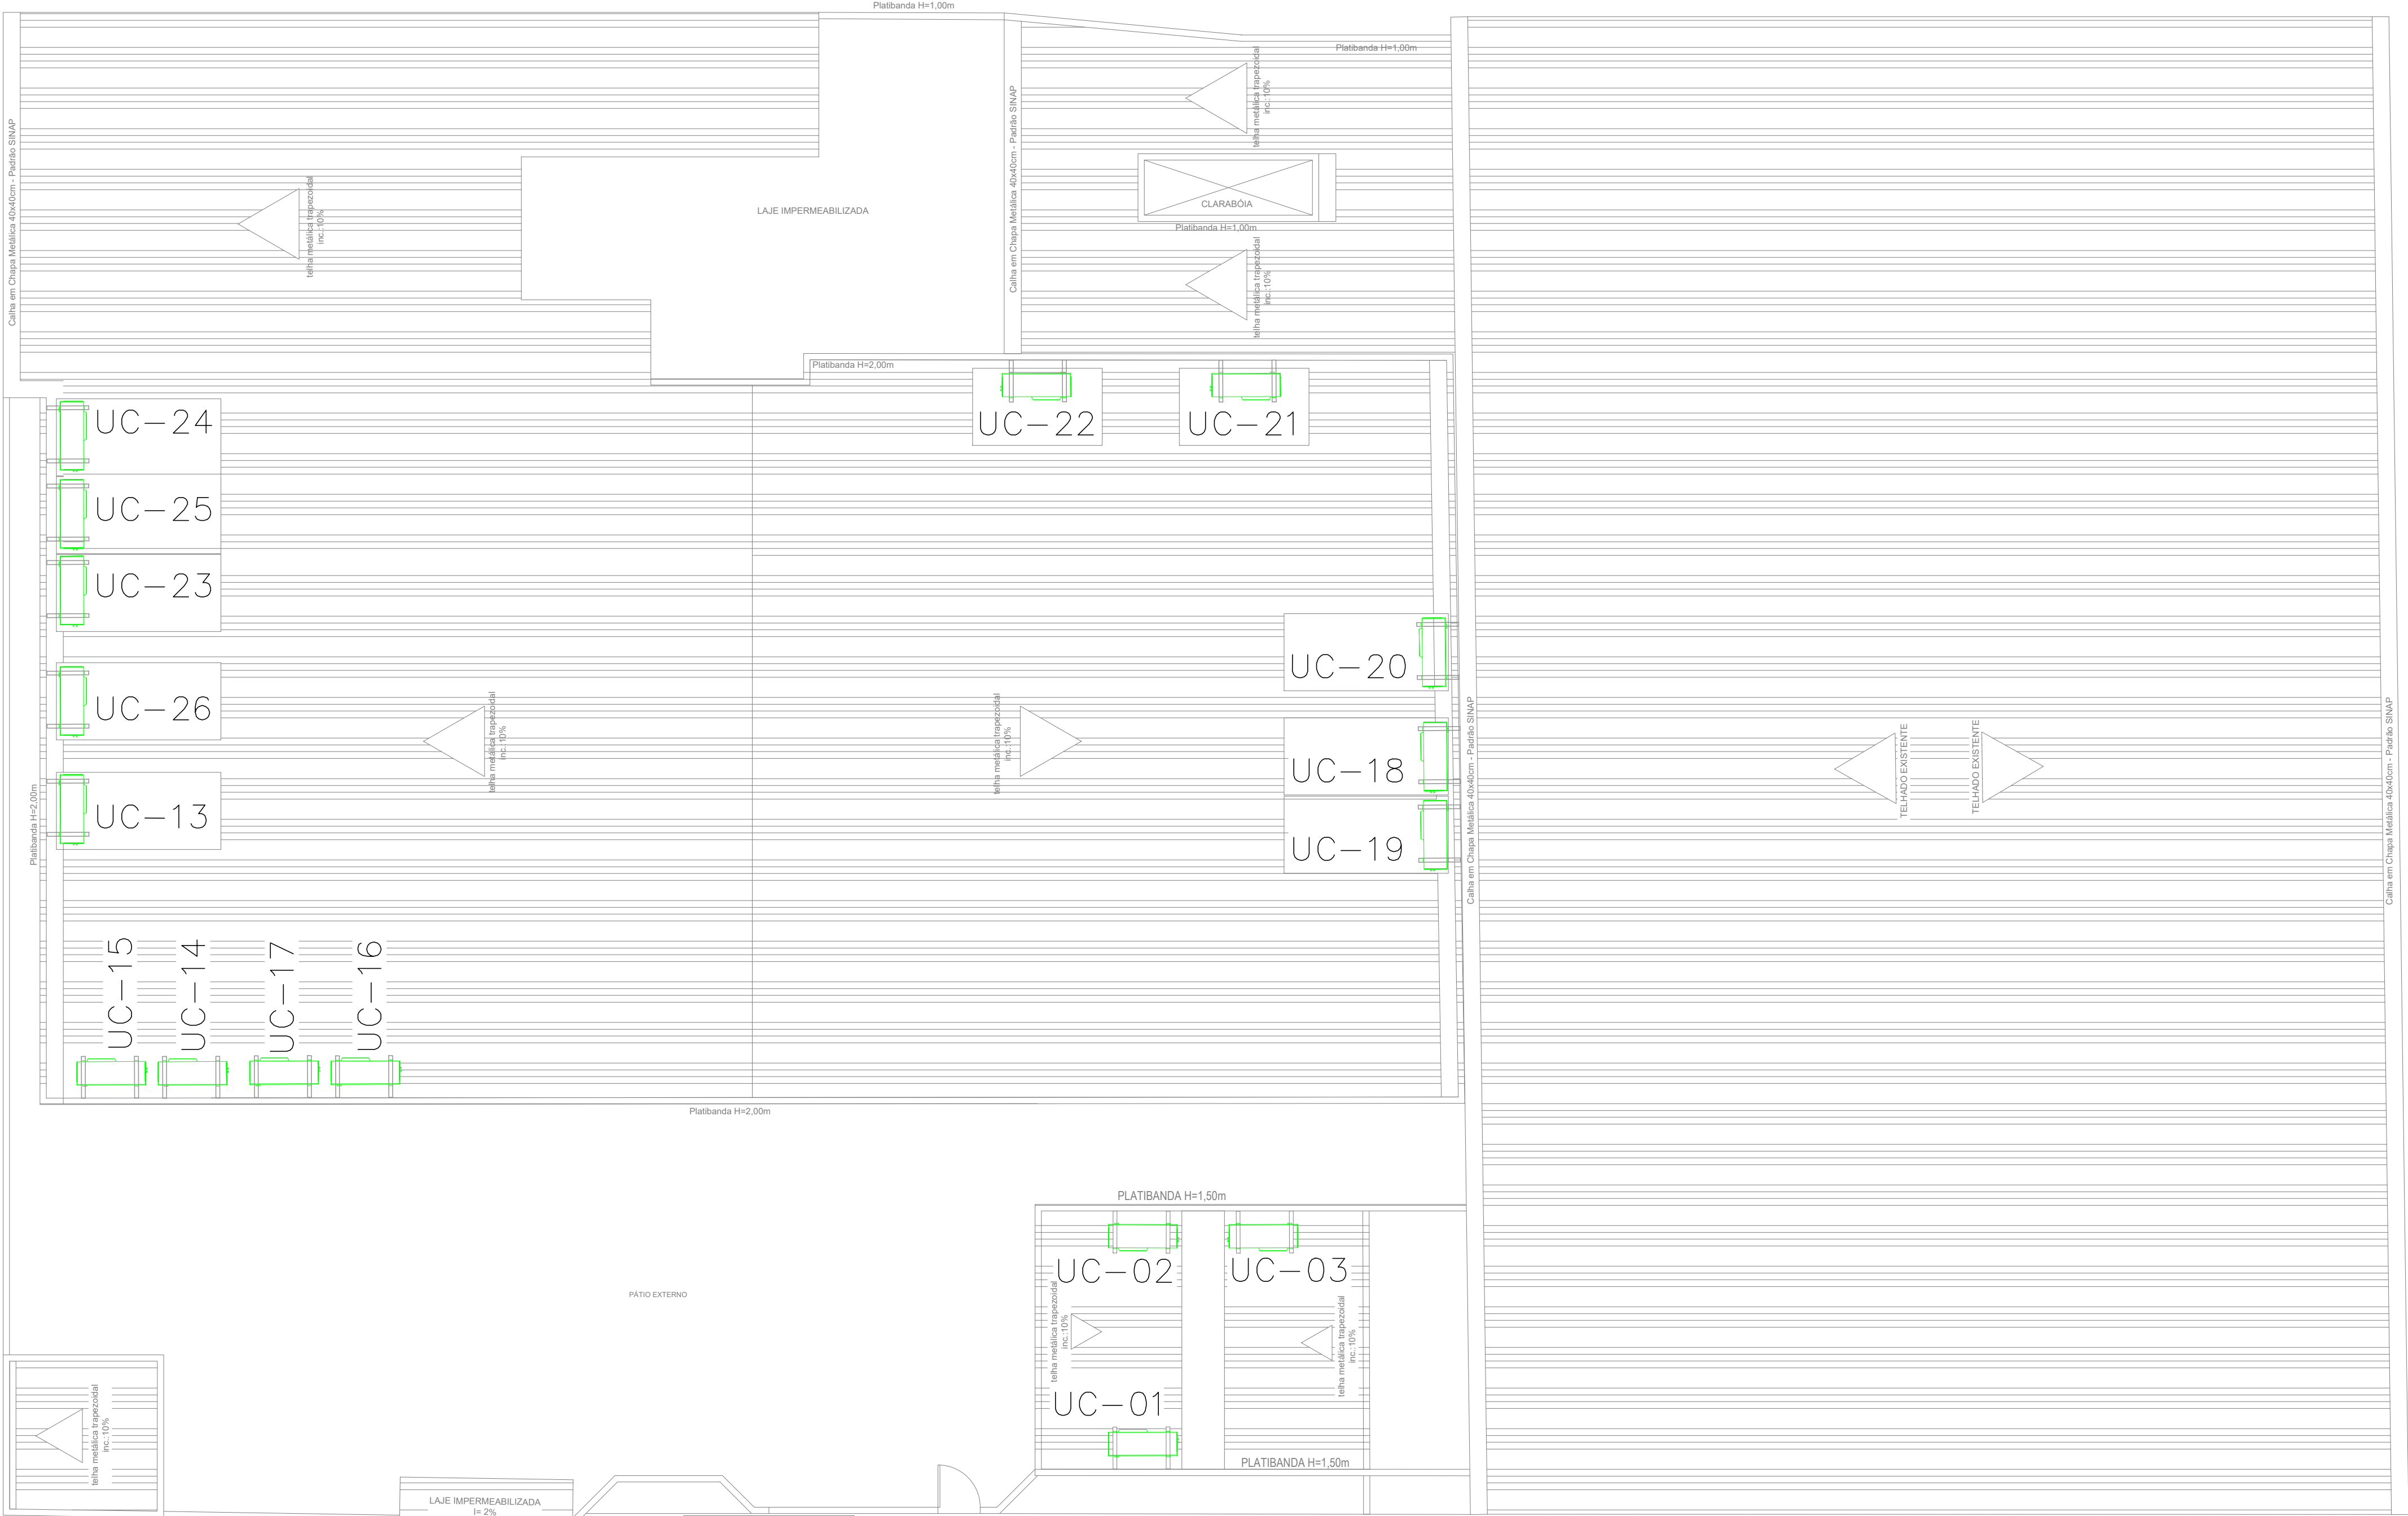 Platibanda H=1,00m
Platibanda H=1,00m
Calha em Chapa Metálica 40x40cm - Padrão SINAP
telha metálica trapezoidal
inc.:10%
LAJE IMPERMEABILIZADA
Calha em Chapa Metálica 40x40cm - Padrão SINAP
telha metálica trapezoidal
inc.:10%
CLARABÓIA
Platibanda H=1,00m
telha metálica trapezoidal
inc.:10%
Platibanda H=2,00m
UC-24
UC-22
UC-21
UC-25
UC-23
UC-20
UC-26
telha metálica trapezoidal
inc.:10%
telha metálica trapezoidal
inc.:10%
UC-18
Calha em Chapa Metálica 40x40cm - Padrão SINAP
TELHADO EXISTENTE
TELHADO EXISTENTE
Calha em Chapa Metálica 40x40cm - Padrão SINAP
Platibanda H=2,00m
UC-13
UC-19
UC-15
UC-14
UC-17
UC-16
Platibanda H=2,00m
PLATIBANDA H=1,50m
UC-02
UC-03
PÁTIO EXTERNO
telha metálica trapezoidal
inc.:10%
telha metálica trapezoidal
inc.:10%
UC-01
telha metálica trapezoidal
inc.:10%
PLATIBANDA H=1,50m
LAJE IMPERMEABILIZADA
I= 2%